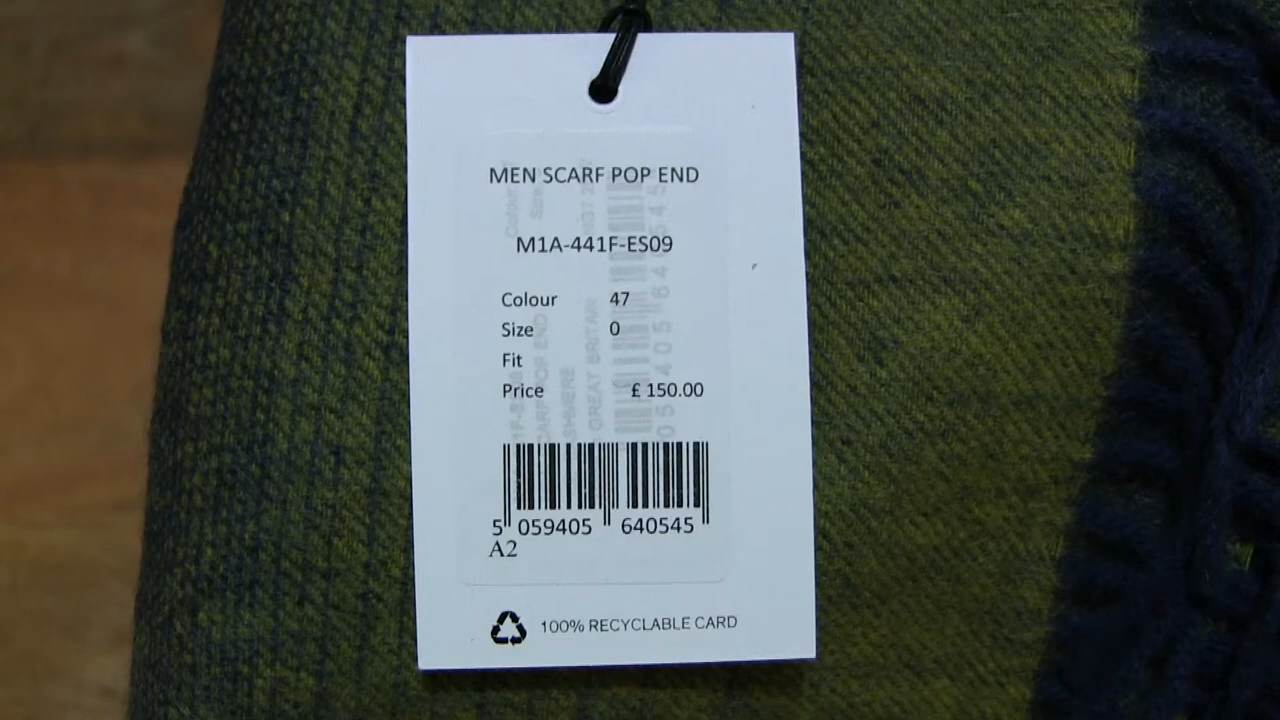 MEN SCARF POP END
M1A-441F-ES09
Colour 47
Size 0
Fit
Price £ 150.00
5 059405 640545
A2
100% RECYCLABLE CARD